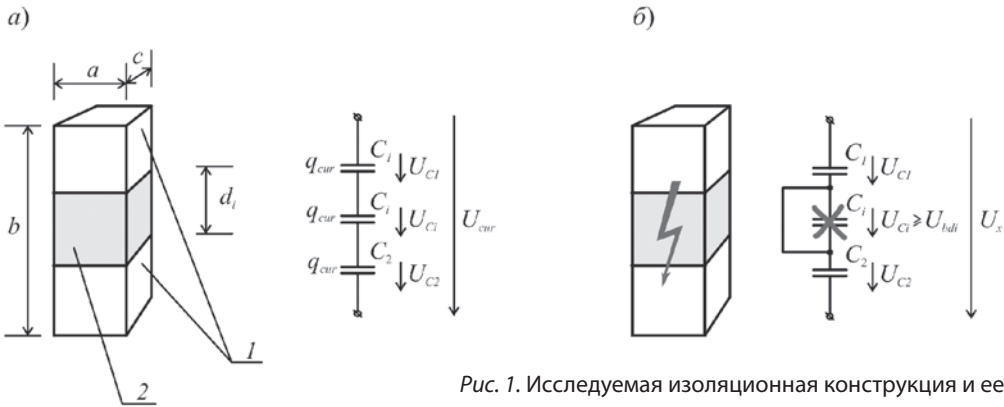 а) б)
c
a
b
d_i
1
2
q_cur C_1 U_C1
q_cur C_i U_Ci U_cur
q_cur C_2 U_C2
C_1 U_C1
C_i U_Ci ≥ U_bdi U_x
C_2 U_C2
Рис. 1. Исследуемая изоляционная конструкция и ее